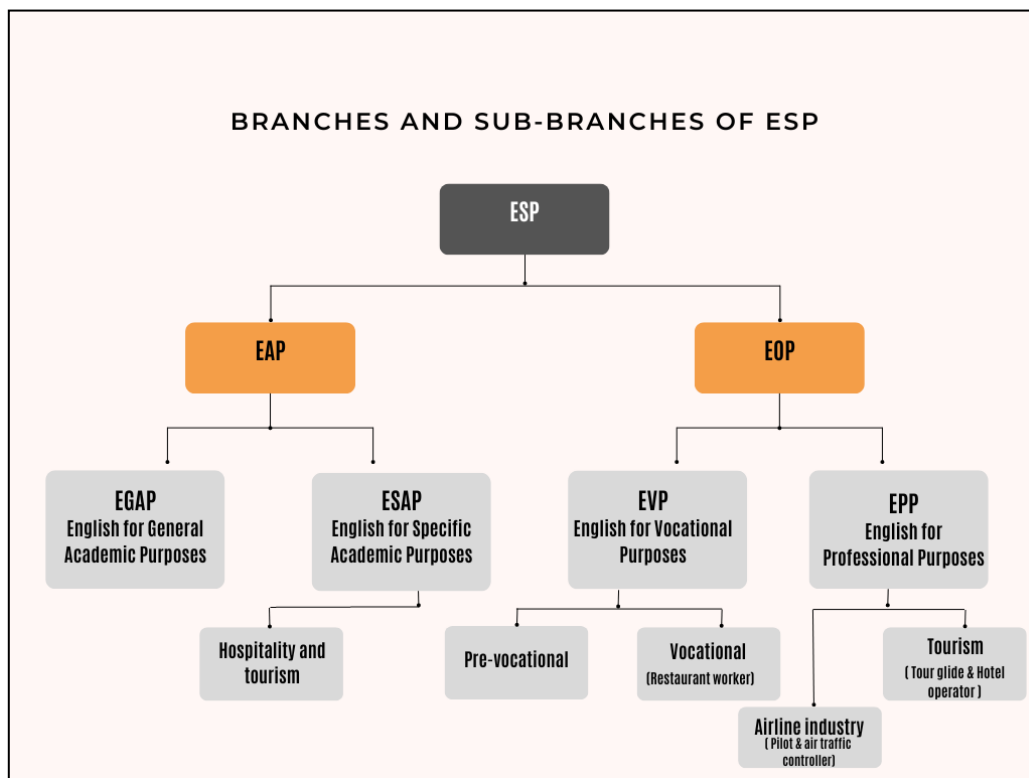 BRANCHES AND SUB-BRANCHES OF ESP
ESP
EAP
EOP
EGAP
English for General
Academic Purposes
ESAP
English for Specific
Academic Purposes
EVP
English for Vocational
Purposes
EPP
English for
Professional Purposes
Hospitality and
tourism
Pre-vocational
Vocational
(Restaurant worker)
Airline industry
( Pilot & air traffic
controller)
Tourism
( Tour glide & Hotel
operator )